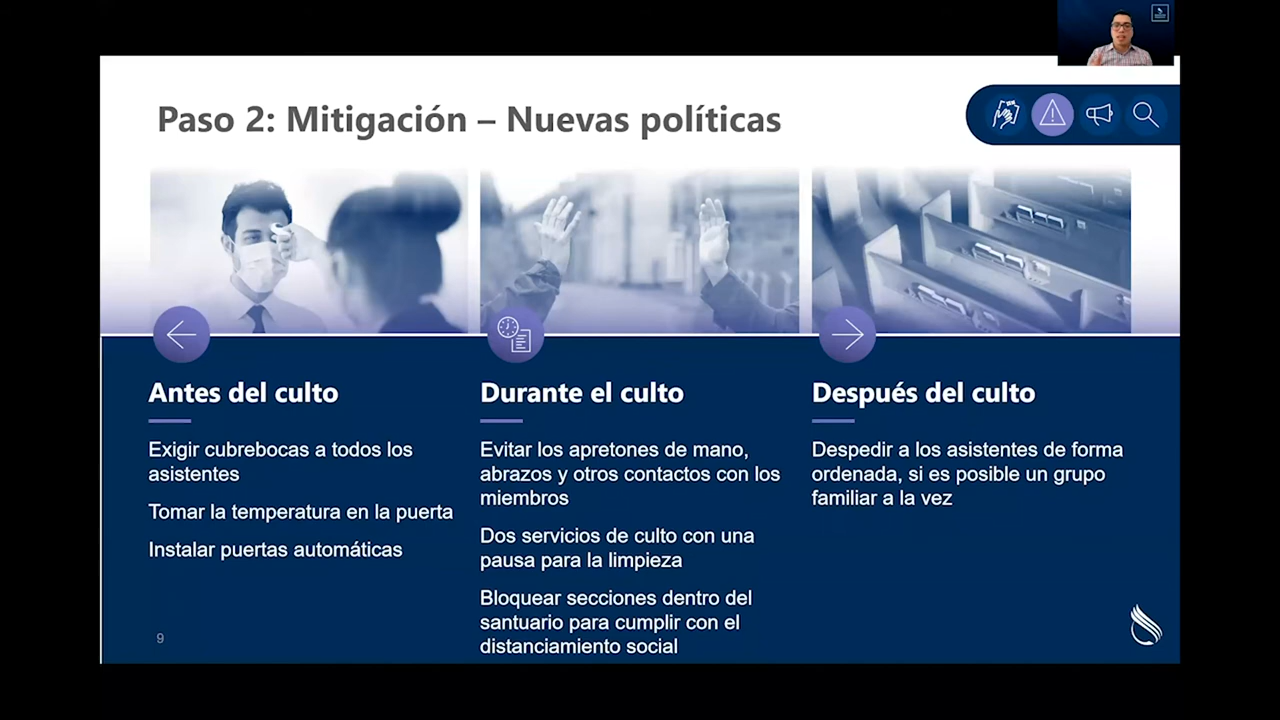 Paso 2: Mitigación – Nuevas políticas
Antes del culto
Exigir cubrebocas a todos los
asistentes
Tomar la temperatura en la puerta
Instalar puertas automáticas
Durante el culto
Evitar los apretones de mano,
abrazos y otros contactos con los
miembros
Dos servicios de culto con una
pausa para la limpieza
Bloquear secciones dentro del
santuario para cumplir con el
distanciamiento social
Después del culto
Despedir a los asistentes de forma
ordenada, si es posible un grupo
familiar a la vez
9